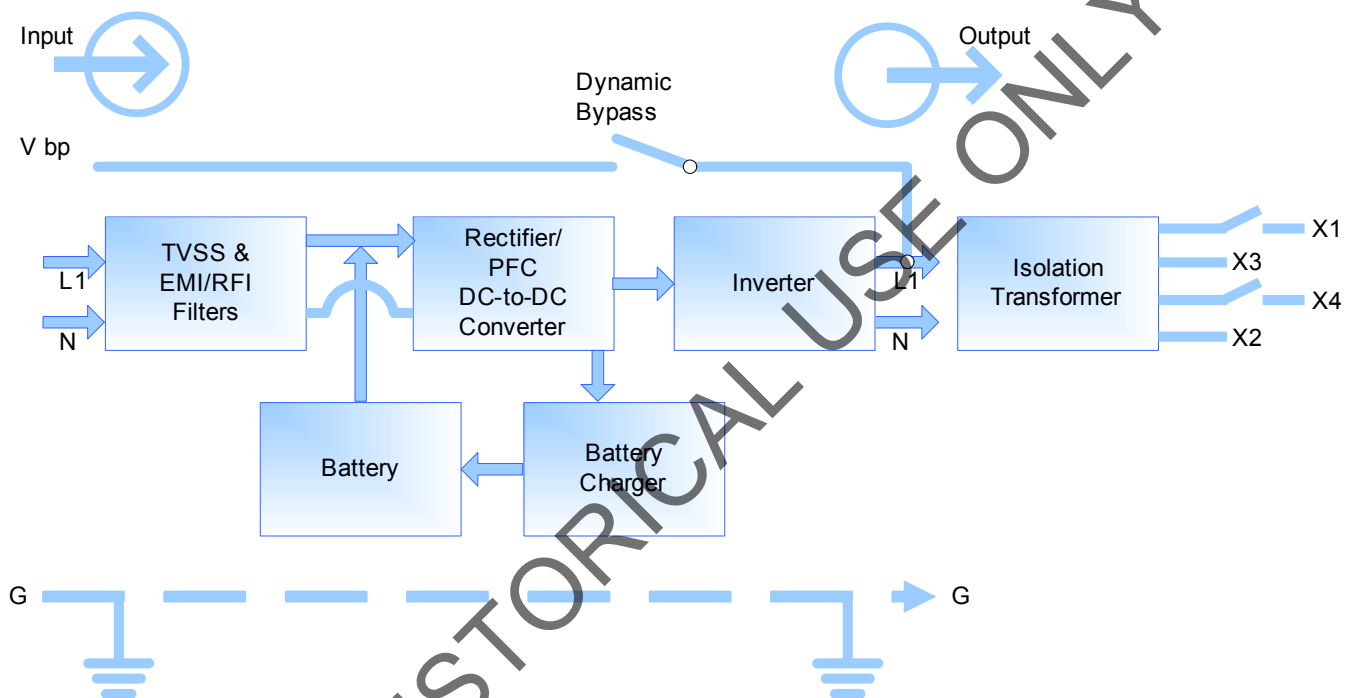 Input
Output
Dynamic
Bypass
V bp
TVSS &
EMI/RFI
Filters
Rectifier/
PFC
DC-to-DC
Converter
Inverter
Isolation
Transformer
L1
N
L1
N
X1
X3
X4
X2
Battery
Battery
Charger
G
G
HISTORICAL USE ONLY